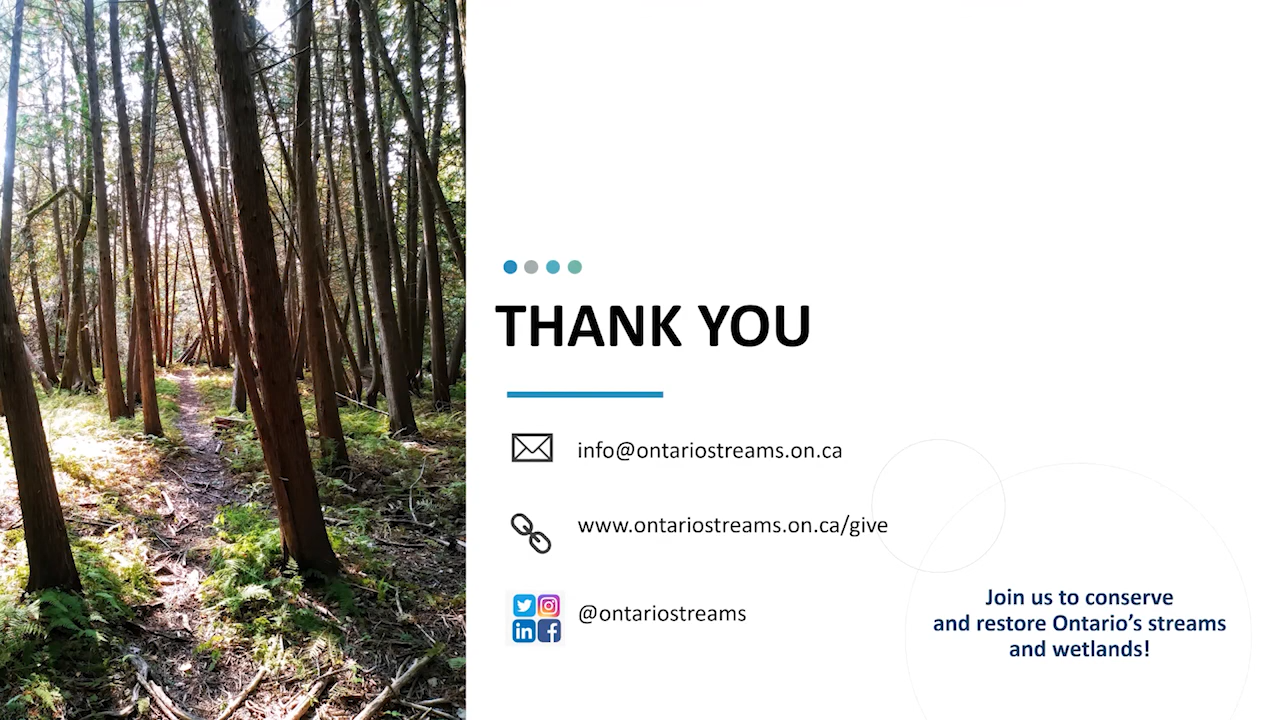 THANK YOU
info@ontariostreams.on.ca
www.ontariostreams.on.ca/give
@ontariostreams
Join us to conserve
and restore Ontario’s streams
and wetlands!